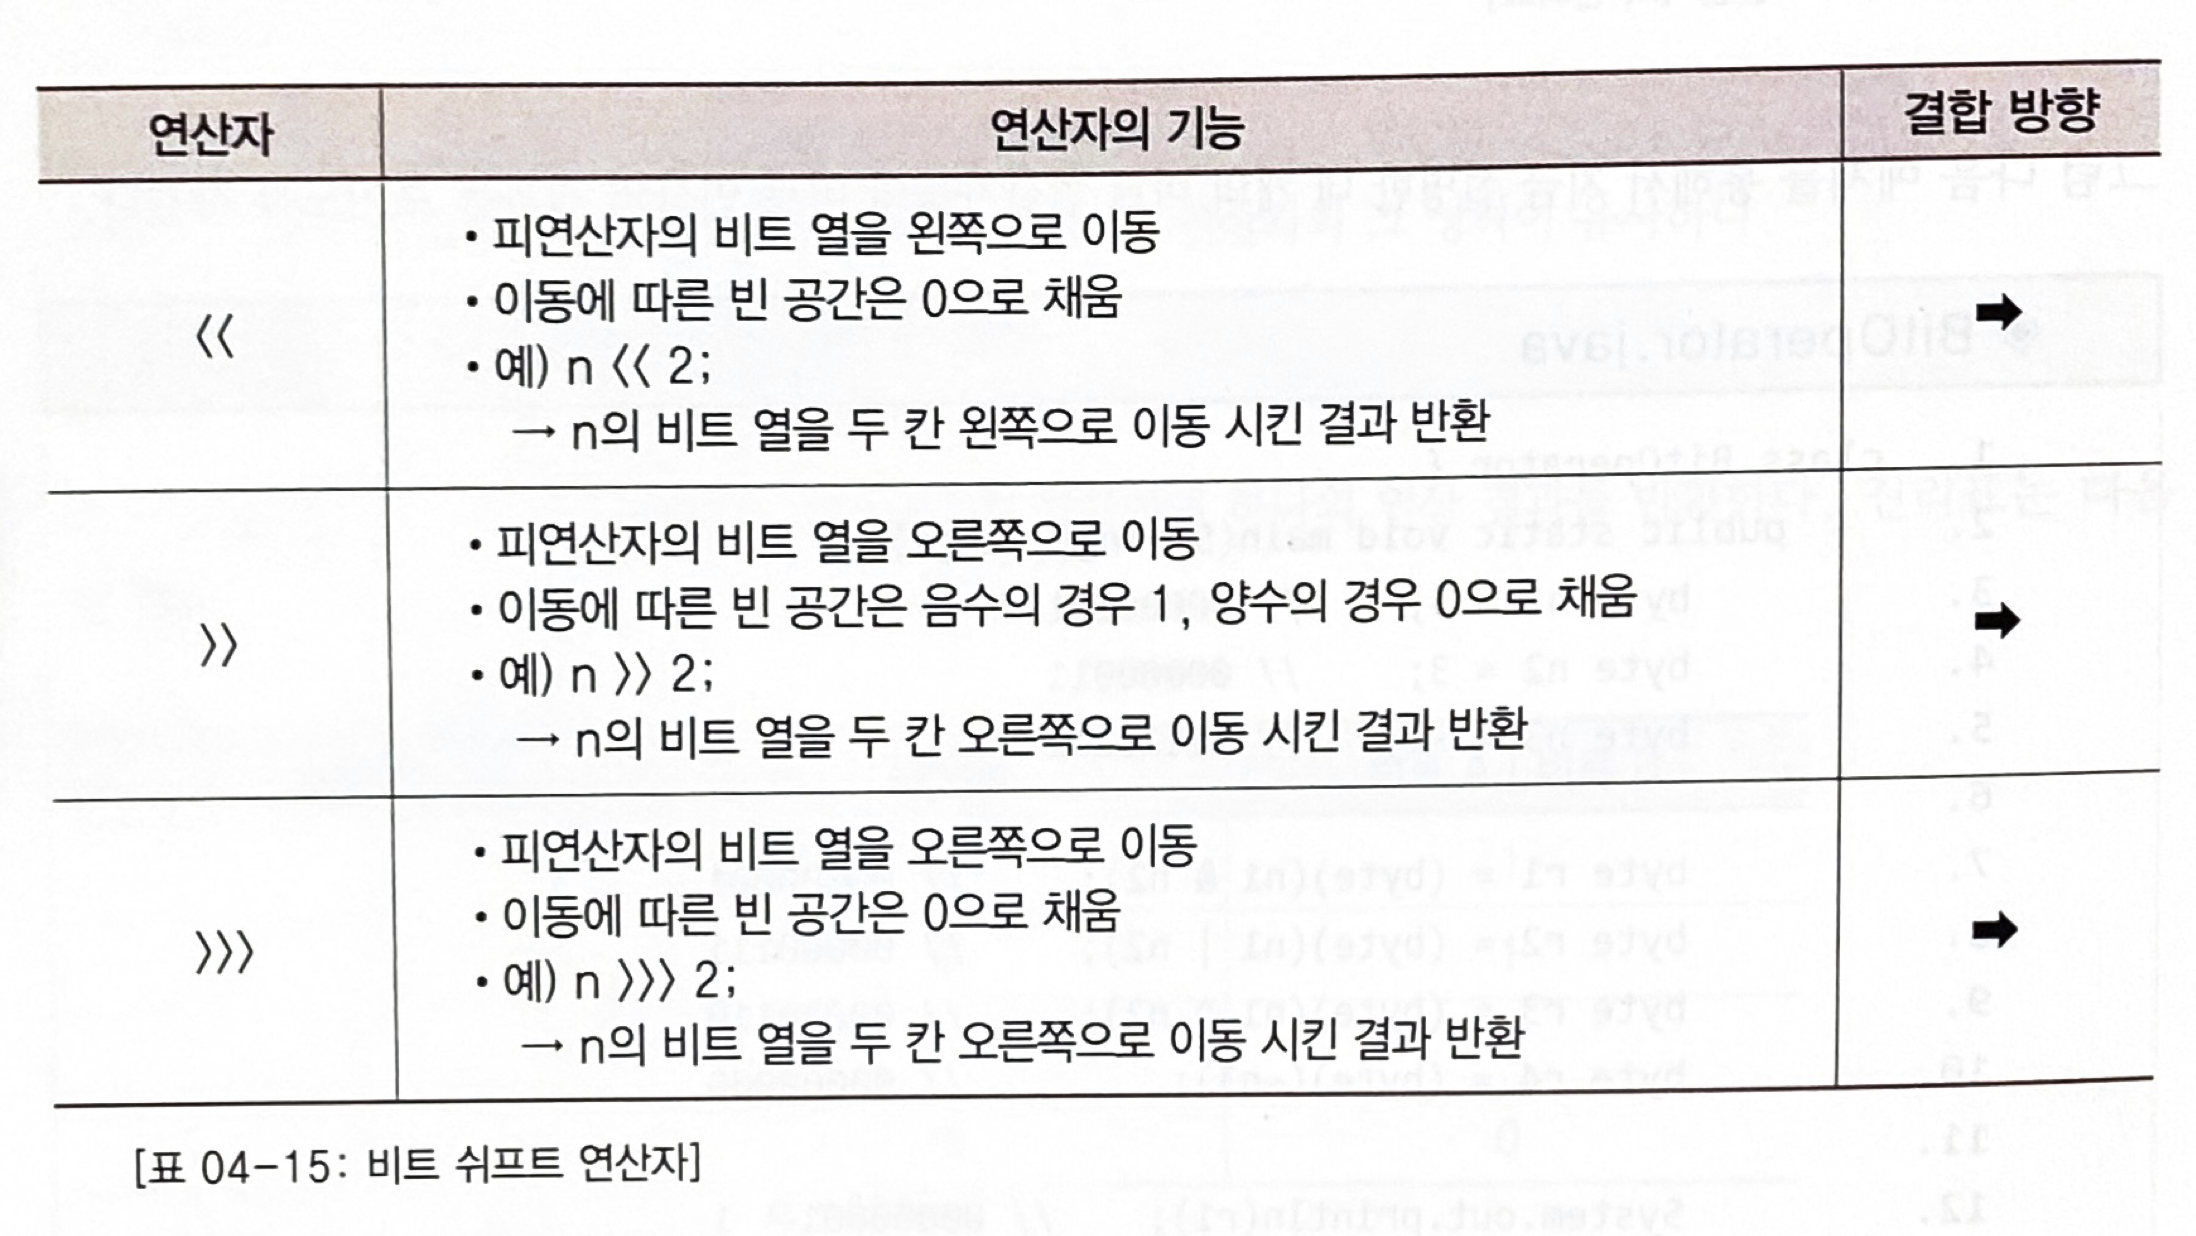 연산자 연산자의 기능 결합 방향
• 피연산자의 비트 열을 왼쪽으로 이동
• 이동에 따른 빈 공간은 0으로 채움
<< ➡
• 예) n << 2;
→ n의 비트 열을 두 칸 왼쪽으로 이동 시킨 결과 반환
• 피연산자의 비트 열을 오른쪽으로 이동
• 이동에 따른 빈 공간은 음수의 경우 1, 양수의 경우 0으로 채움
>> ➡
• 예) n >> 2;
→ n의 비트 열을 두 칸 오른쪽으로 이동 시킨 결과 반환
• 피연산자의 비트 열을 오른쪽으로 이동
• 이동에 따른 빈 공간은 0으로 채움
>>> ➡
• 예) n >>> 2;
→ n의 비트 열을 두 칸 오른쪽으로 이동 시킨 결과 반환
[표 04-15: 비트 쉬프트 연산자]